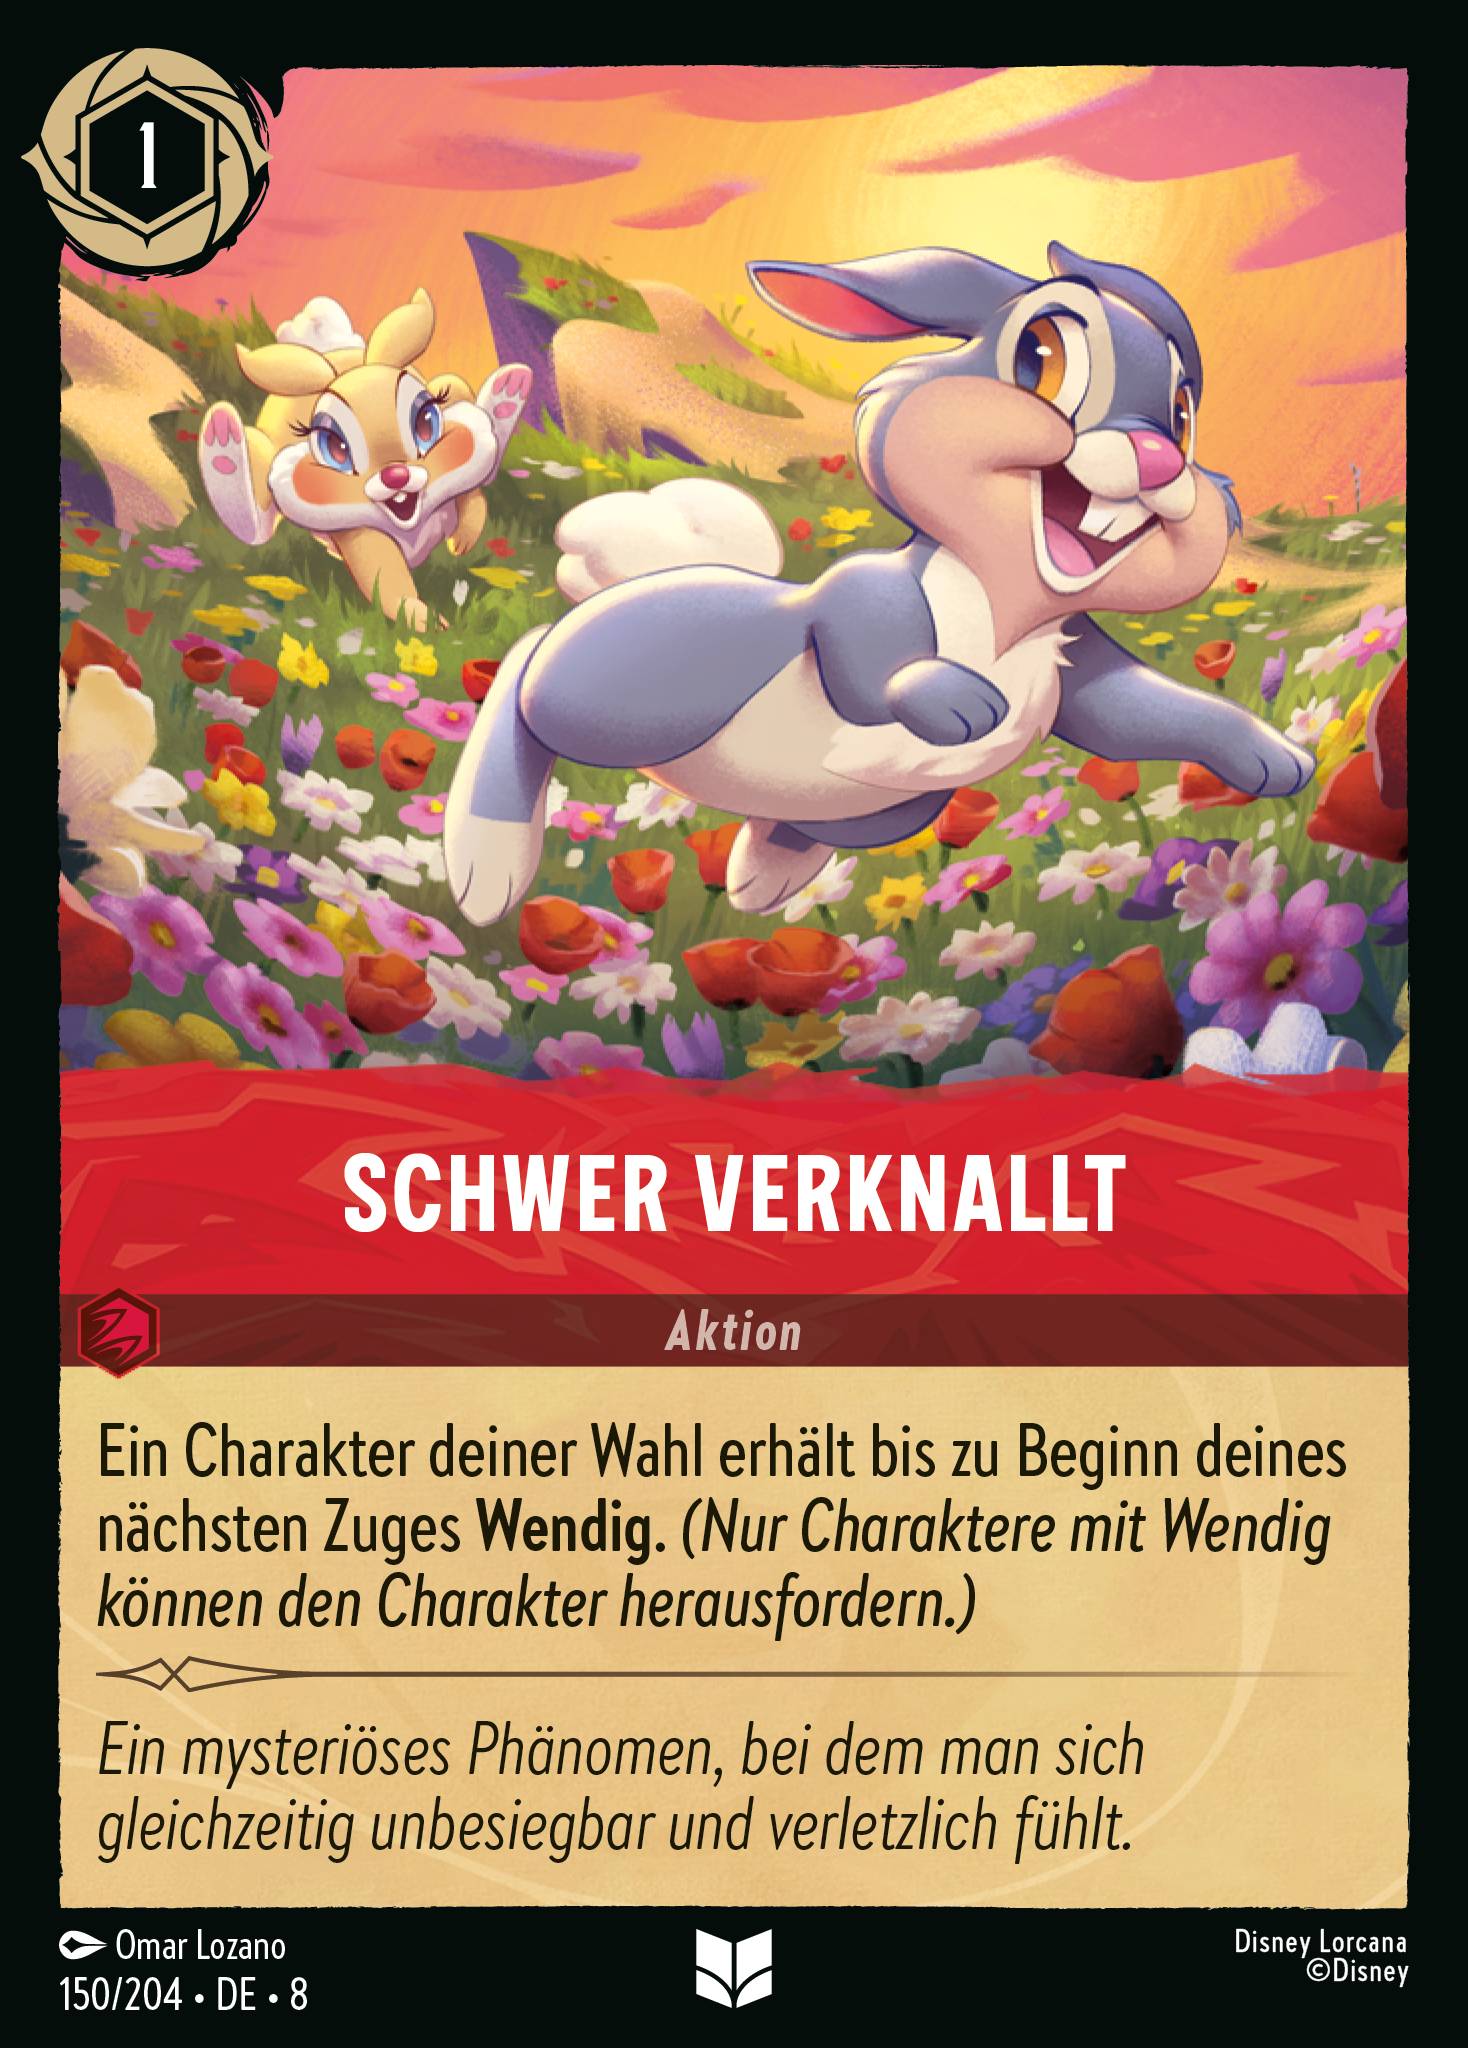 1
SCHWER VERKNALLT
Aktion
Ein Charakter deiner Wahl erhält bis zu Beginn deines
nächsten Zuges Wendig. (Nur Charaktere mit Wendig
können den Charakter herausfordern.)
Ein mysteriöses Phänomen, bei dem man sich
gleichzeitig unbesiegbar und verletzlich fühlt.
Omar Lozano
150/204 • DE • 8
Disney Lorcana
©Disney